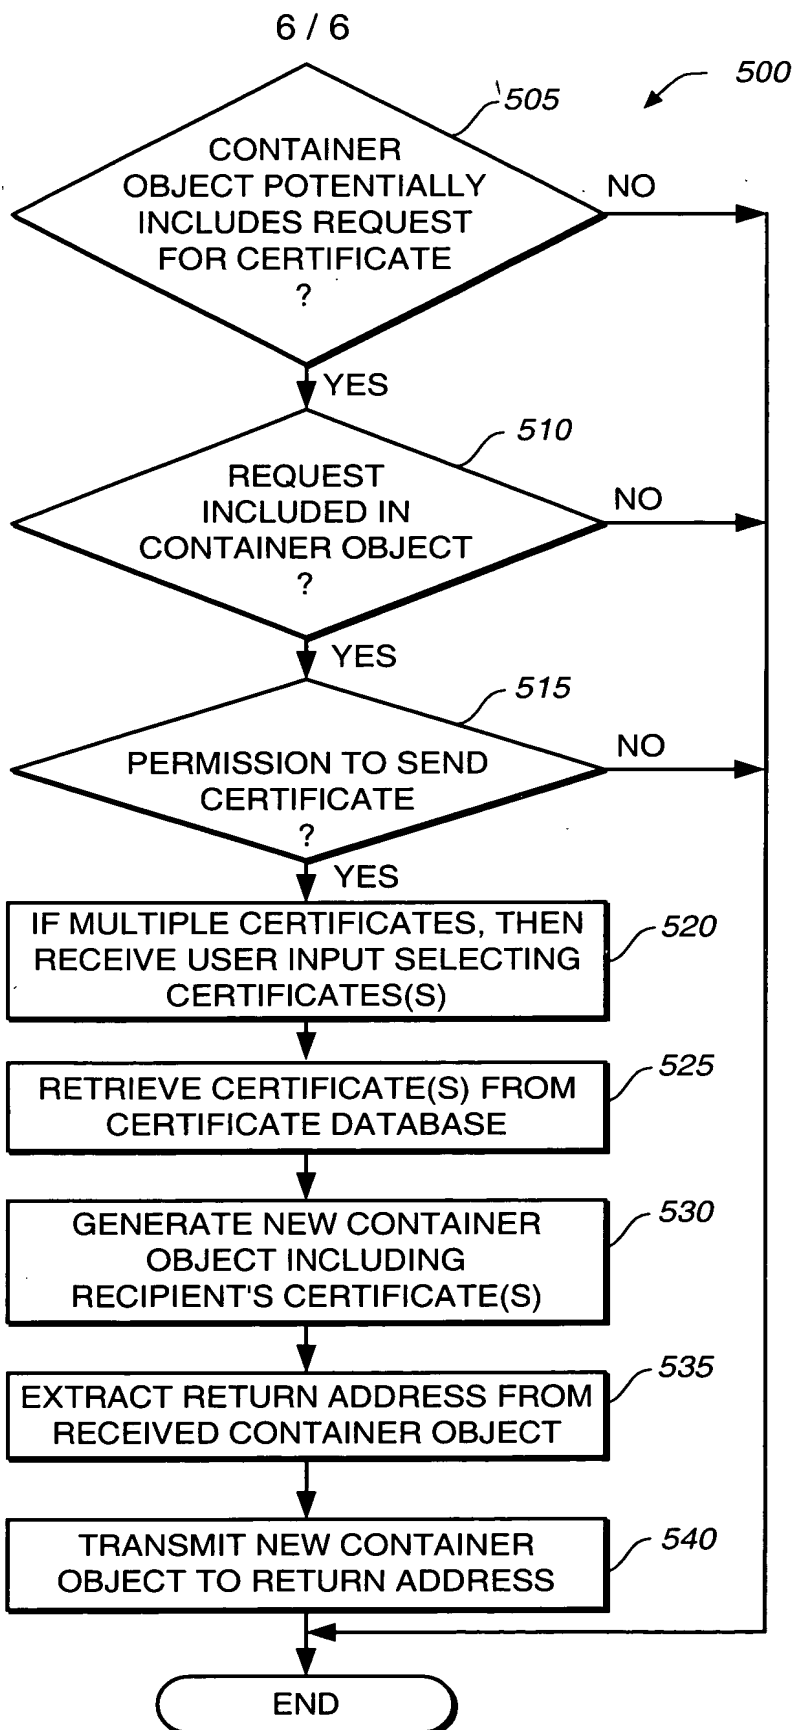 6 / 6
500
505
CONTAINER
OBJECT POTENTIALLY
INCLUDES REQUEST
FOR CERTIFICATE
?
NO
YES
510
REQUEST
INCLUDED IN
CONTAINER OBJECT
?
NO
YES
515
PERMISSION TO SEND
CERTIFICATE
?
NO
YES
IF MULTIPLE CERTIFICATES, THEN
RECEIVE USER INPUT SELECTING
CERTIFICATES(S)
520
RETRIEVE CERTIFICATE(S) FROM
CERTIFICATE DATABASE
525
GENERATE NEW CONTAINER
OBJECT INCLUDING
RECIPIENT'S CERTIFICATE(S)
530
EXTRACT RETURN ADDRESS FROM
RECEIVED CONTAINER OBJECT
535
TRANSMIT NEW CONTAINER
OBJECT TO RETURN ADDRESS
540
END